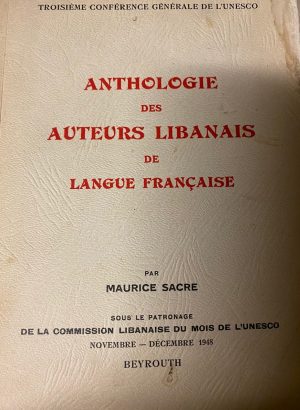 TROISIÈME CONFÉRENCE GÉNÉRALE DE L'UNESCO
ANTHOLOGIE
DES
AUTEURS LIBANAIS
DE
LANGUE FRANÇAISE
PAR
MAURICE SACRE
SOUS LE PATRONAGE
DE LA COMMISSION LIBANAISE DU MOIS DE L'UNESCO
NOVEMBRE — DÉCEMBRE 1948
BEYROUTH